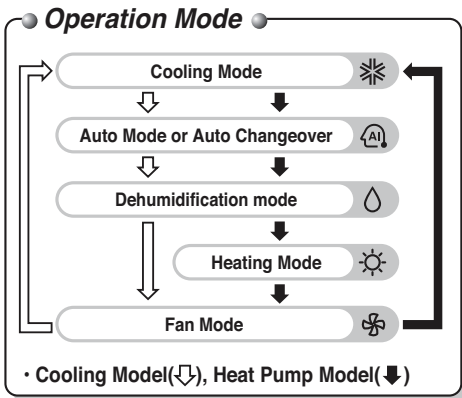 Operation Mode
Cooling Mode
Auto Mode or Auto Changeover
AI
Dehumidification mode
Heating Mode
Fan Mode
• Cooling Model(⇩), Heat Pump Model(⬇)